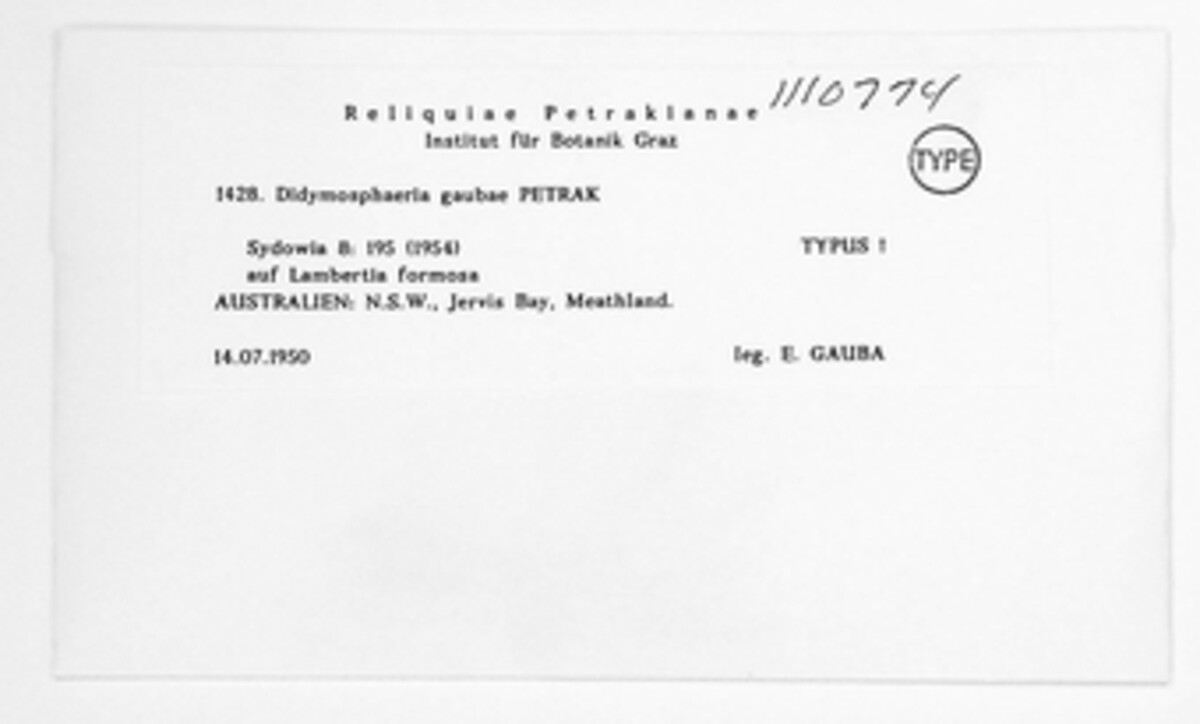 1110774
Reliquiae Petrakianae
Institut für Botanik Graz
TYPE
1428. Didymosphaeria gaubae PETRAK
Sydowia 8: 195 (1954) TYPUS !
auf Lambertia formosa
AUSTRALIEN: N.S.W., Jervis Bay, Meathland.
14.07.1950 leg. E. GAUBA